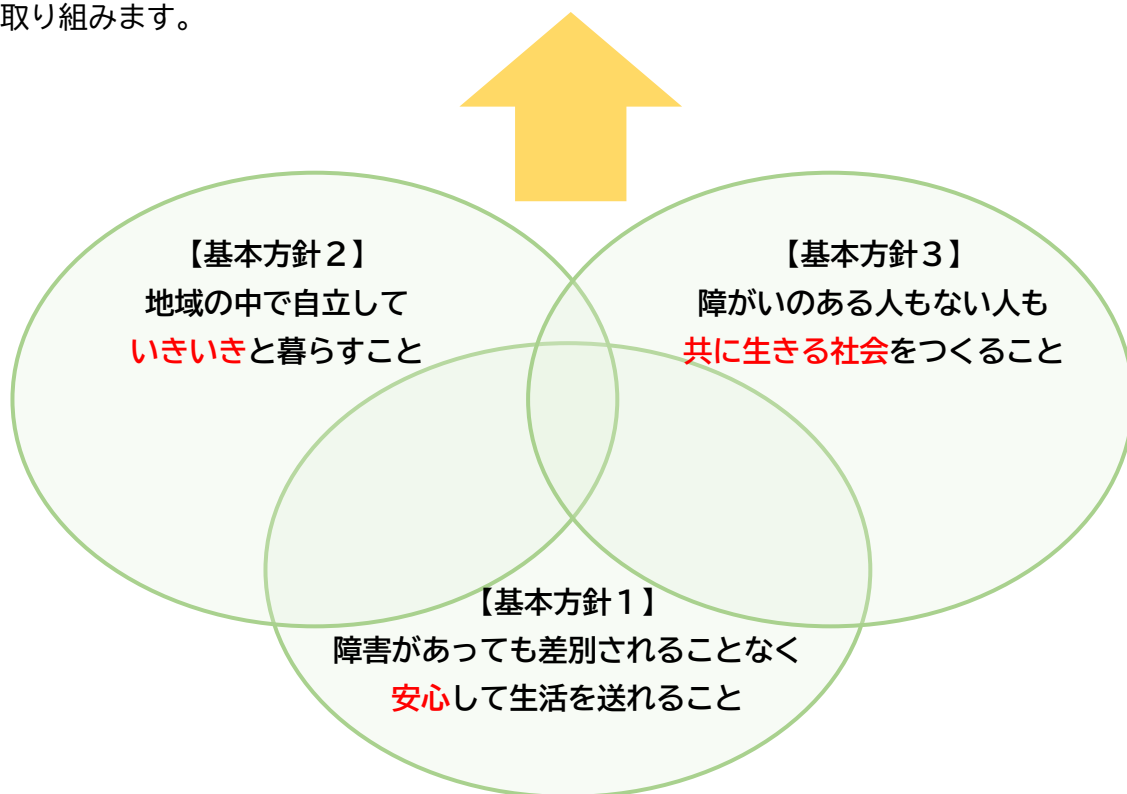 取り組みます。
【基本方針２】
地域の中で自立して
いきいきと暮らすこと
【基本方針３】
障がいのある人もない人も
共に生きる社会をつくること
【基本方針１】
障害があっても差別されることなく
安心して生活を送れること